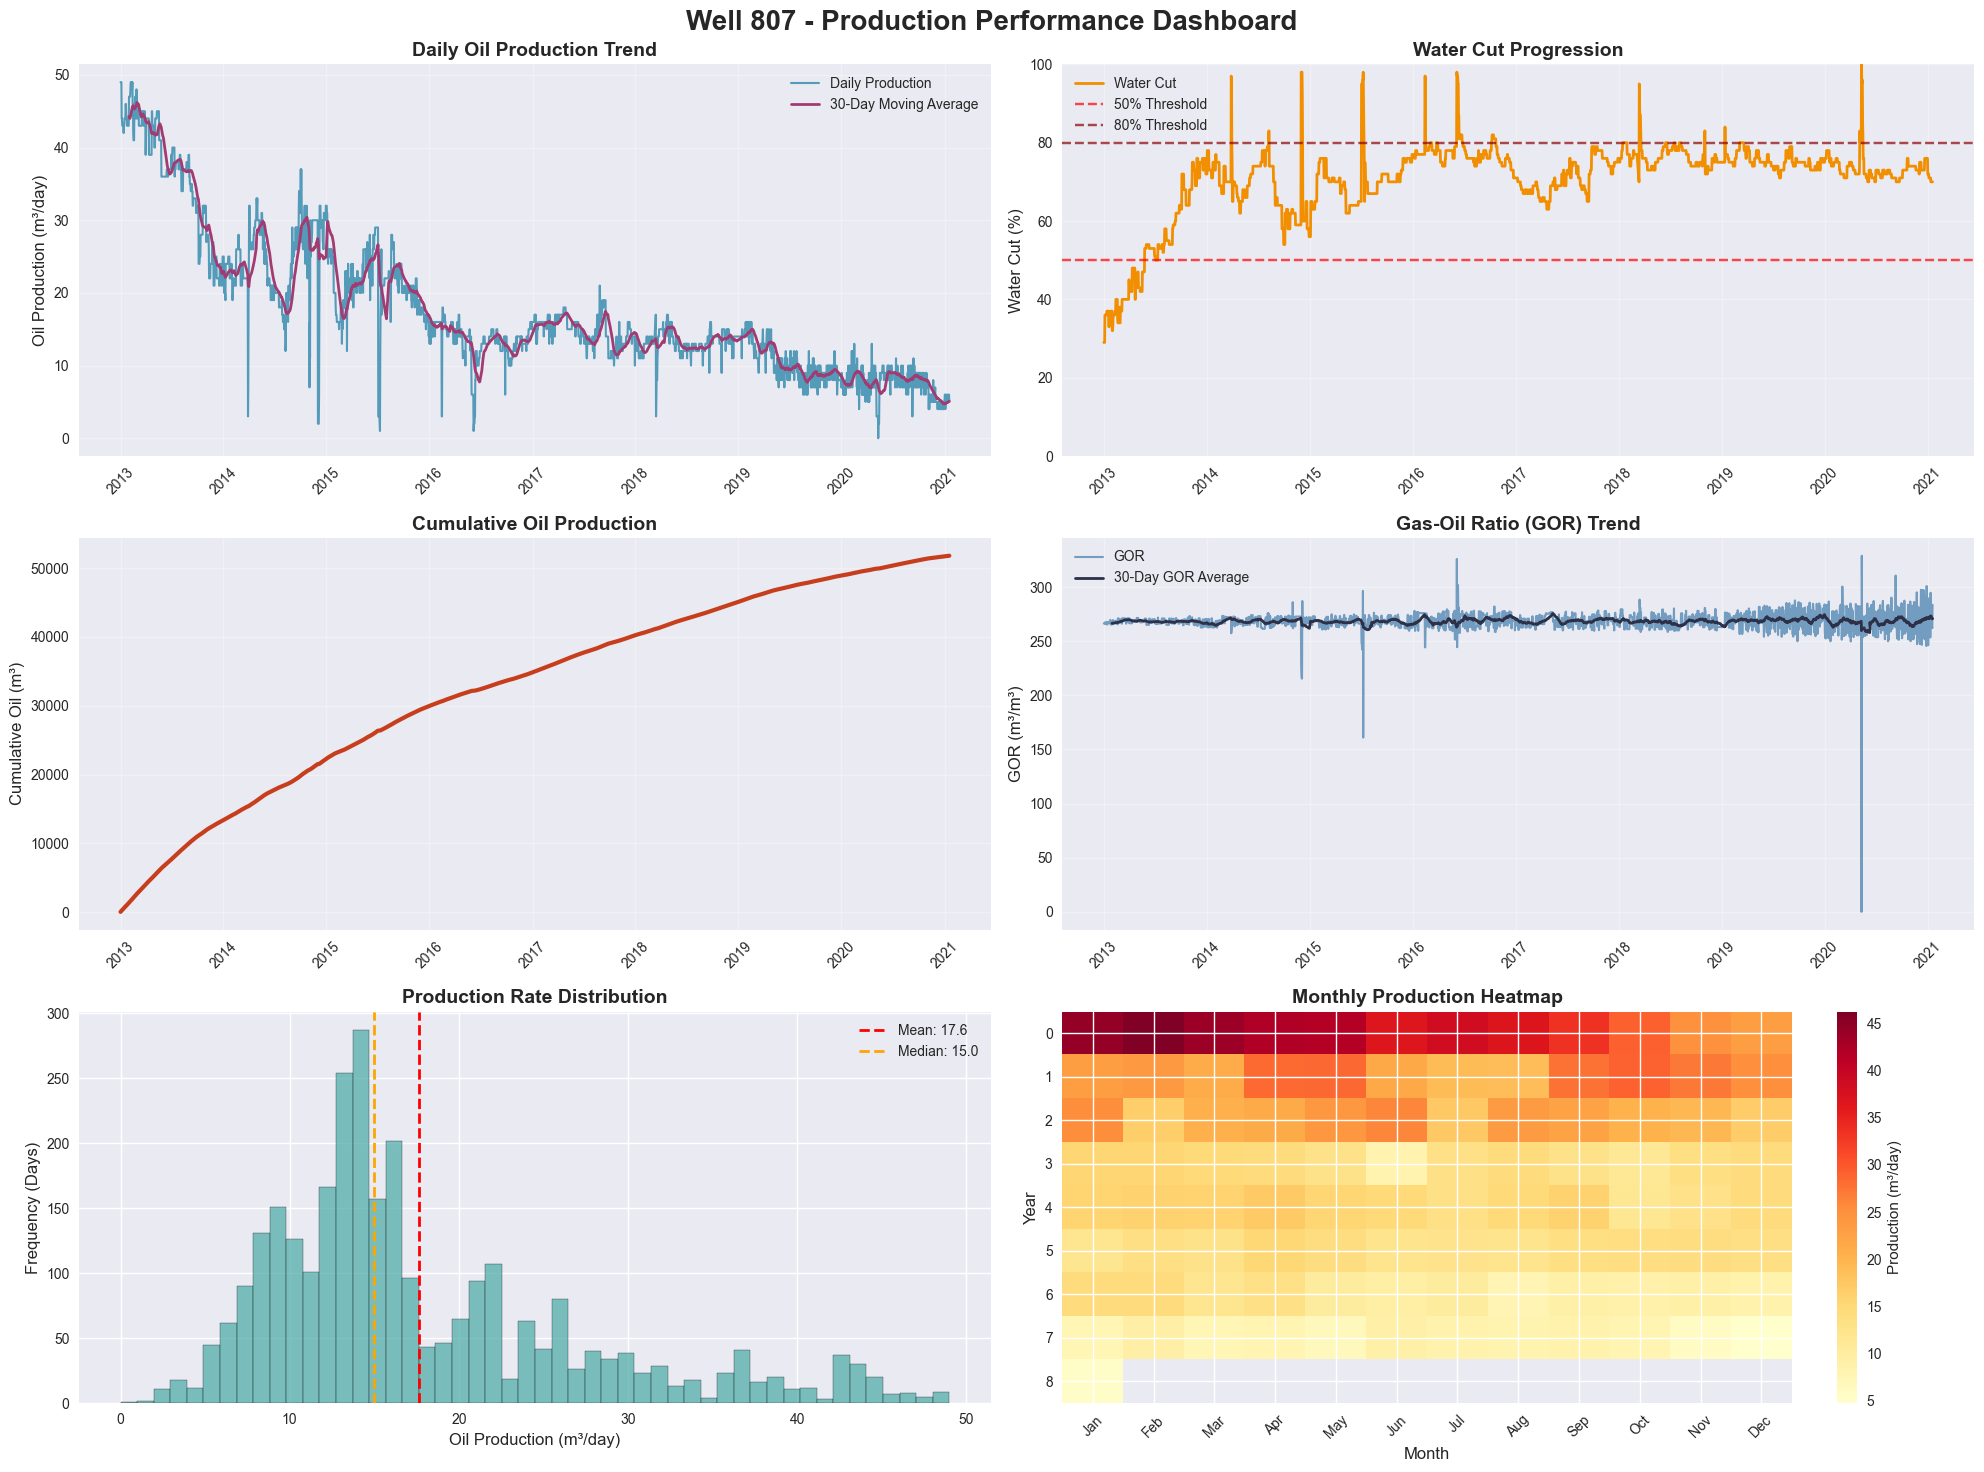 Well 807 - Production Performance Dashboard
Daily Oil Production Trend
Oil Production (m³/day)
50
40
30
20
10
0
Daily Production
30-Day Moving Average
2013
2014
2015
2016
2017
2018
2019
2020
2021
Water Cut Progression
Water Cut (%)
100
80
60
40
20
0
Water Cut
50% Threshold
80% Threshold
2013
2014
2015
2016
2017
2018
2019
2020
2021
Cumulative Oil Production
Cumulative Oil (m³)
50000
40000
30000
20000
10000
0
2013
2014
2015
2016
2017
2018
2019
2020
2021
Gas-Oil Ratio (GOR) Trend
GOR (m³/m³)
300
250
200
150
100
50
0
GOR
30-Day GOR Average
2013
2014
2015
2016
2017
2018
2019
2020
2021
Production Rate Distribution
Frequency (Days)
300
250
200
150
100
50
0
Mean: 17.6
Median: 15.0
0
10
20
30
40
50
Oil Production (m³/day)
Monthly Production Heatmap
Year
0
1
2
3
4
5
6
7
8
Jan
Feb
Mar
Apr
May
Jun
Jul
Aug
Sep
Oct
Nov
Dec
Month
45
40
35
30
25
20
15
10
5
Production (m³/day)